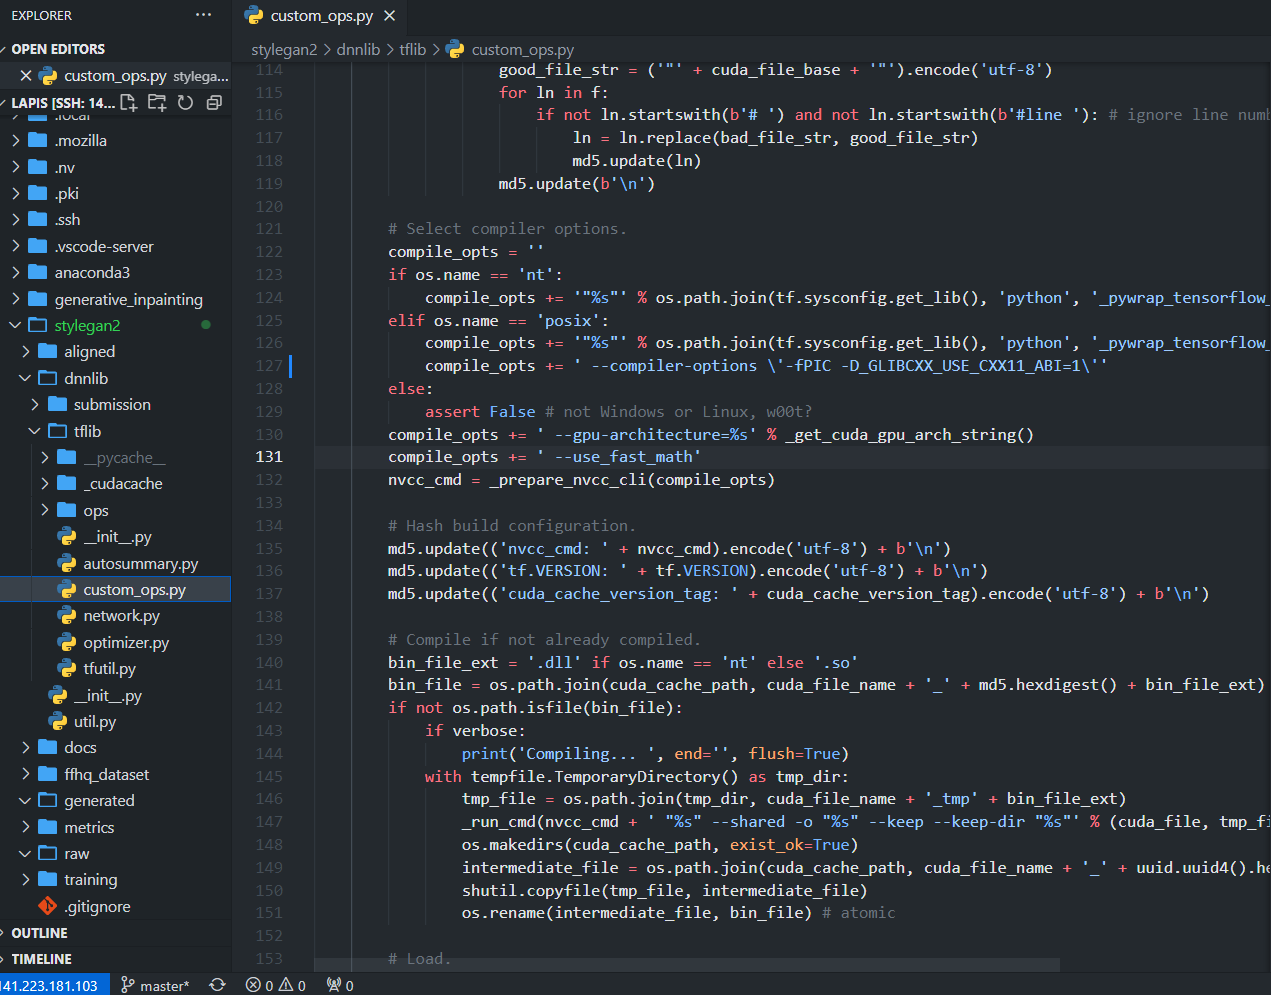 EXPLORER
OPEN EDITORS
custom_ops.py stylega...
LAPIS [SSH: 14...
.local
.mozilla
.nv
.pki
.ssh
.vscode-server
anaconda3
generative_inpainting
stylegan2
aligned
dnnlib
submission
tflib
__pycache__
_cudacache
ops
__init__.py
autosummary.py
custom_ops.py
network.py
optimizer.py
tfutil.py
__init__.py
util.py
docs
ffhq_dataset
generated
metrics
raw
training
.gitignore
OUTLINE
TIMELINE
custom_ops.py
stylegan2 > dnnlib > tflib > custom_ops.py
114 good_file_str = ('"' + cuda_file_base + '"').encode('utf-8')
115 for ln in f:
116 if not ln.startswith(b'# ') and not ln.startswith(b'#line '): # ignore line num
117 ln = ln.replace(bad_file_str, good_file_str)
118 md5.update(ln)
119 md5.update(b'\n')
120
121 # Select compiler options.
122 compile_opts = ''
123 if os.name == 'nt':
124 compile_opts += '"%s"' % os.path.join(tf.sysconfig.get_lib(), 'python', '_pywrap_tensorflow_
125 elif os.name == 'posix':
126 compile_opts += '"%s"' % os.path.join(tf.sysconfig.get_lib(), 'python', '_pywrap_tensorflow_
127 compile_opts += ' --compiler-options \'-fPIC -D_GLIBCXX_USE_CXX11_ABI=1\''
128 else:
129 assert False # not Windows or Linux, w00t?
130 compile_opts += ' --gpu-architecture=%s' % _get_cuda_gpu_arch_string()
131 compile_opts += ' --use_fast_math'
132 nvcc_cmd = _prepare_nvcc_cli(compile_opts)
133
134 # Hash build configuration.
135 md5.update(('nvcc_cmd: ' + nvcc_cmd).encode('utf-8') + b'\n')
136 md5.update(('tf.VERSION: ' + tf.VERSION).encode('utf-8') + b'\n')
137 md5.update(('cuda_cache_version_tag: ' + cuda_cache_version_tag).encode('utf-8') + b'\n')
138
139 # Compile if not already compiled.
140 bin_file_ext = '.dll' if os.name == 'nt' else '.so'
141 bin_file = os.path.join(cuda_cache_path, cuda_file_name + '_' + md5.hexdigest() + bin_file_ext)
142 if not os.path.isfile(bin_file):
143 if verbose:
144 print('Compiling... ', end='', flush=True)
145 with tempfile.TemporaryDirectory() as tmp_dir:
146 tmp_file = os.path.join(tmp_dir, cuda_file_name + '_tmp' + bin_file_ext)
147 _run_cmd(nvcc_cmd + ' "%s" --shared -o "%s" --keep --keep-dir "%s"' % (cuda_file, tmp_fi
148 os.makedirs(cuda_cache_path, exist_ok=True)
149 intermediate_file = os.path.join(cuda_cache_path, cuda_file_name + '_' + uuid.uuid4().he
150 shutil.copyfile(tmp_file, intermediate_file)
151 os.rename(intermediate_file, bin_file) # atomic
152
153 # Load.
141.223.181.103 master* 0 0 0